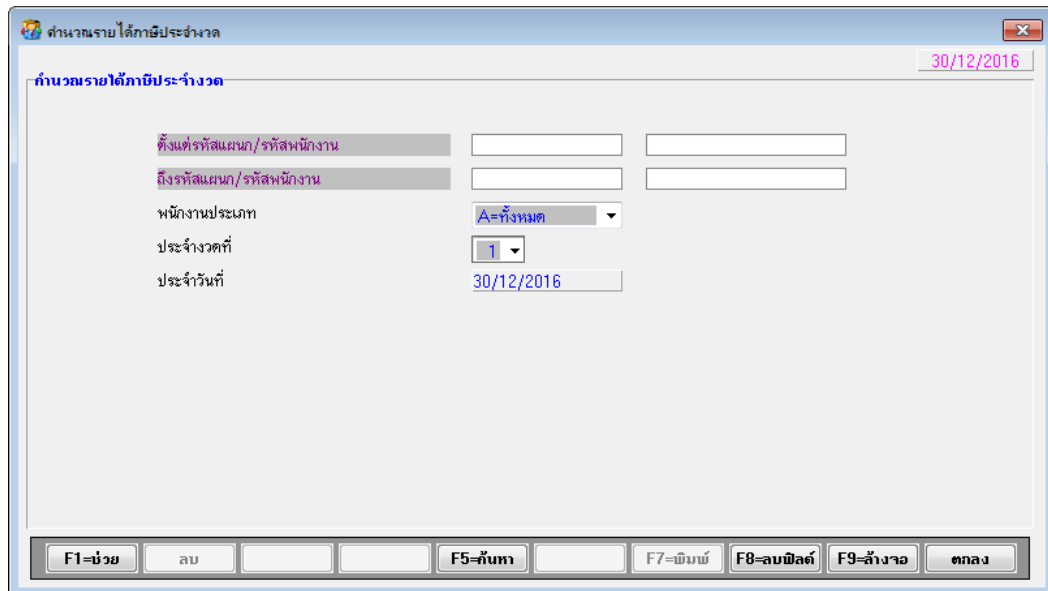 คำนวณรายได้ภาษีประจำงวด
30/12/2016
คำนวณรายได้ภาษีประจำงวด
ตั้งแต่รหัสแผนก/รหัสพนักงาน
ถึงรหัสแผนก/รหัสพนักงาน
พนักงานประเภท A=ทั้งหมด
ประจำงวดที่ 1
ประจำวันที่ 30/12/2016
F1=ช่วย ลบ F5=ค้นหา F7=พิมพ์ F8=ลบฟิลด์ F9=ล้างจอ ตกลง